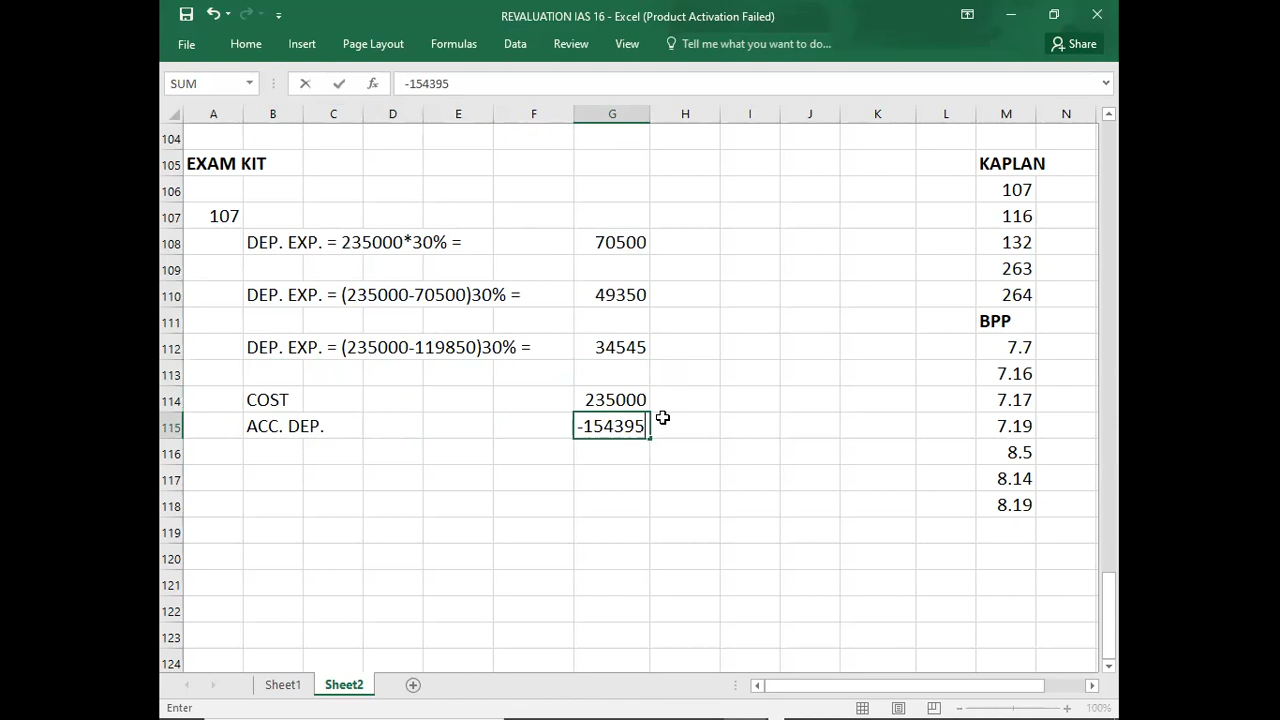 REVALUATION IAS 16 - Excel (Product Activation Failed)
File Home Insert Page Layout Formulas Data Review View Tell me what you want to do... Share
SUM fx -154395
A B C D E F G H I J K L M N
104
105 EXAM KIT KAPLAN
106 107
107 107 116
108 DEP. EXP. = 235000*30% = 70500 132
109 263
110 DEP. EXP. = (235000-70500)30% = 49350 264
111 BPP
112 DEP. EXP. = (235000-119850)30% = 34545 7.7
113 7.16
114 COST 235000 7.17
115 ACC. DEP. -154395 7.19
116 8.5
117 8.14
118 8.19
119
120
121
122
123
124
Sheet1 Sheet2
Enter 100%